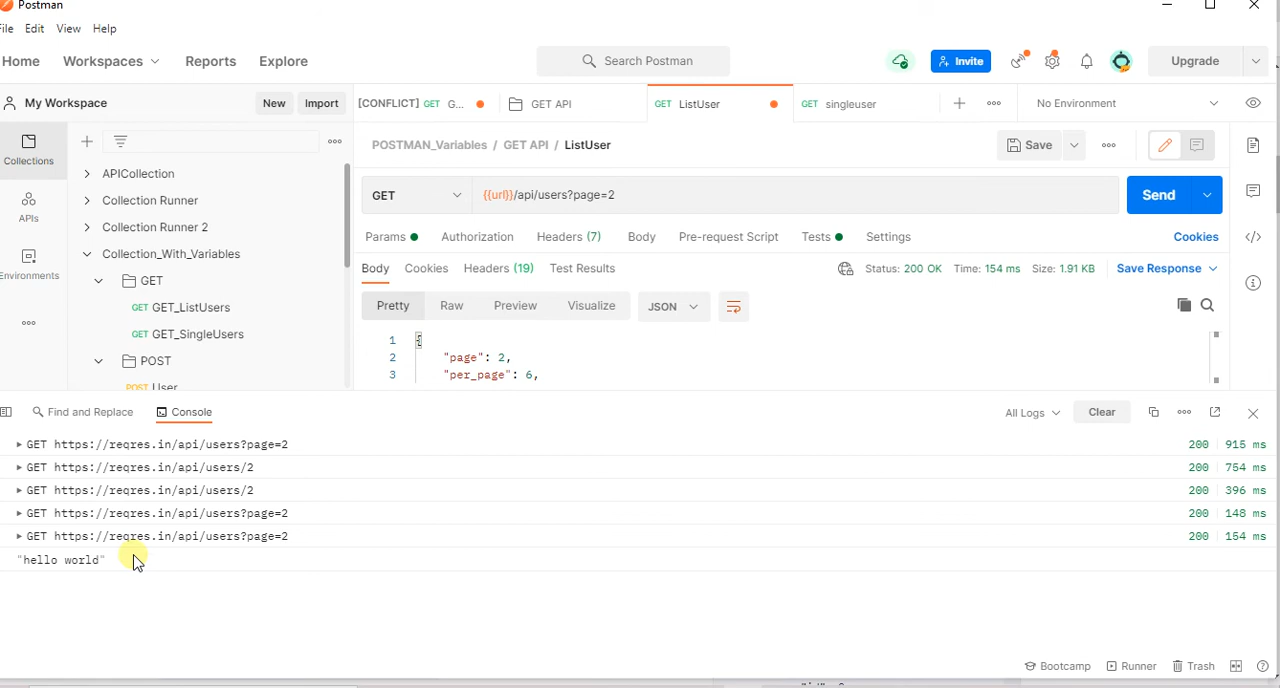 Postman
File Edit View Help
Home Workspaces Reports Explore Search Postman Invite Upgrade
My Workspace New Import
[CONFLICT] GET G... GET API GET ListUser GET singleuser No Environment
Collections
APIs
Environments
APICollection
Collection Runner
Collection Runner 2
Collection_With_Variables
GET
GET GET_ListUsers
GET GET_SingleUsers
POST
POST User
POSTMAN_Variables / GET API / ListUser Save
GET {{url}}/api/users?page=2 Send
Params Authorization Headers (7) Body Pre-request Script Tests Settings Cookies
Body Cookies Headers (19) Test Results Status: 200 OK Time: 154 ms Size: 1.91 KB Save Response
Pretty Raw Preview Visualize JSON
1 {
2 "page": 2,
3 "per_page": 6,
Find and Replace Console All Logs Clear
GET https://reqres.in/api/users?page=2 200 915 ms
GET https://reqres.in/api/users/2 200 754 ms
GET https://reqres.in/api/users/2 200 396 ms
GET https://reqres.in/api/users?page=2 200 148 ms
GET https://reqres.in/api/users?page=2 200 154 ms
"hello world"
Bootcamp Runner Trash